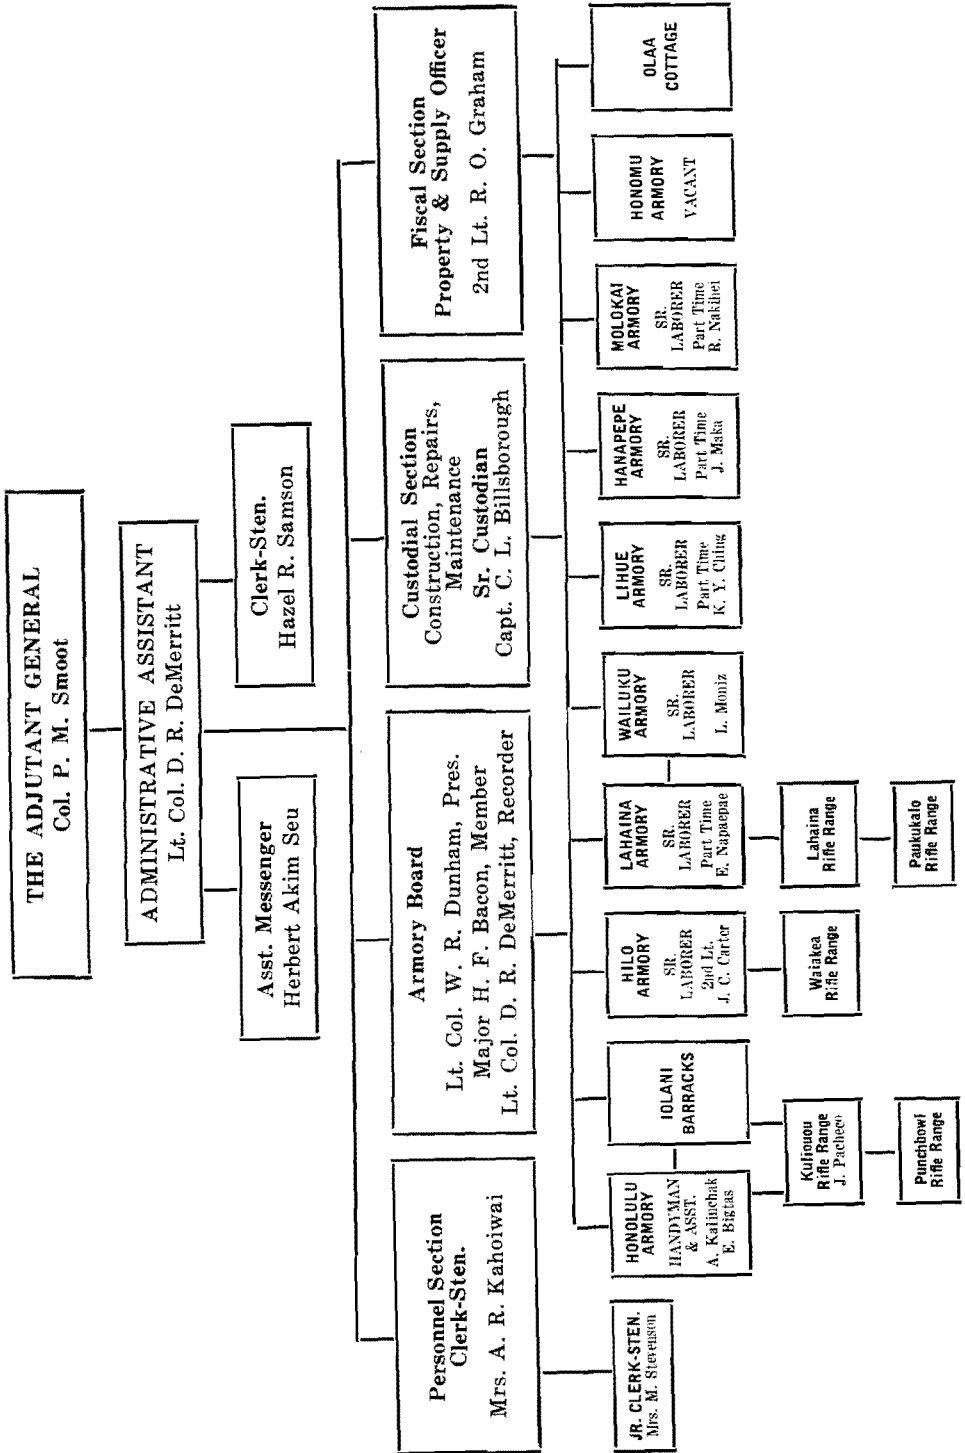 THE ADJUTANT GENERAL
Col. P. M. Smoot
ADMINISTRATIVE ASSISTANT
Lt. Col. D. R. DeMerritt
Asst. Messenger
Herbert Akim Seu
Clerk-Sten.
Hazel R. Samson
Personnel Section
Clerk-Sten.
Mrs. A. R. Kahoiwai
Armory Board
Lt. Col. W. R. Dunham, Pres.
Major H. F. Bacon, Member
Lt. Col. D. R. DeMerritt, Recorder
Custodial Section
Construction, Repairs,
Maintenance
Sr. Custodian
Capt. C. L. Billsborough
Fiscal Section
Property & Supply Officer
2nd Lt. R. O. Graham
JR. CLERK-STEN.
Mrs. M. Stevenson
HONOLULU
ARMORY
HANDYMAN
& ASST.
A. Kalinchak
E. Bigtas
IOLANI
BARRACKS
HILO
ARMORY
SR.
LABORER
2nd Lt.
J. C. Carter
LAHAINA
ARMORY
SR.
LABORER
Part Time
E. Napaepae
WAILUKU
ARMORY
SR.
LABORER
L. Moniz
LIHUE
ARMORY
SR.
LABORER
Part Time
K. Y. Ching
HANAPEPE
ARMORY
SR.
LABORER
Part Time
J. Maka
MOLOKAI
ARMORY
SR.
LABORER
Part Time
R. Nakihei
HONOMU
ARMORY
VACANT
OLAA
COTTAGE
Kuliouou
Rifle Range
J. Pacheco
Waiakea
Rifle Range
Lahaina
Rifle Range
Punchbowl
Rifle Range
Paukukalo
Rifle Range